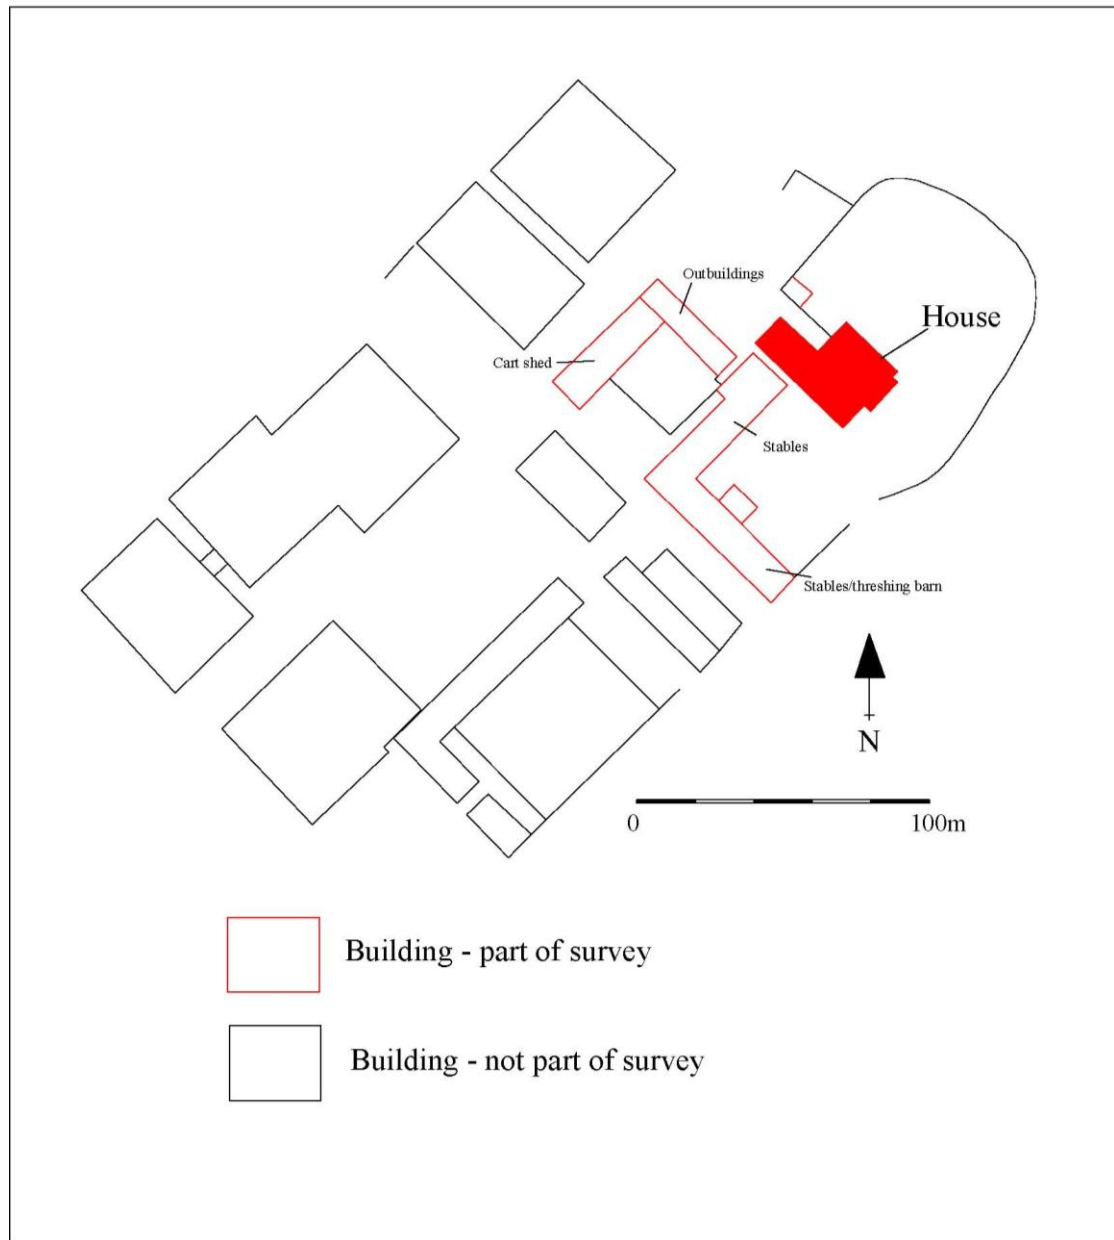 Outbuildings
House
Cart shed
Stables
Stables/threshing barn
N
0 100m
Building - part of survey
Building - not part of survey